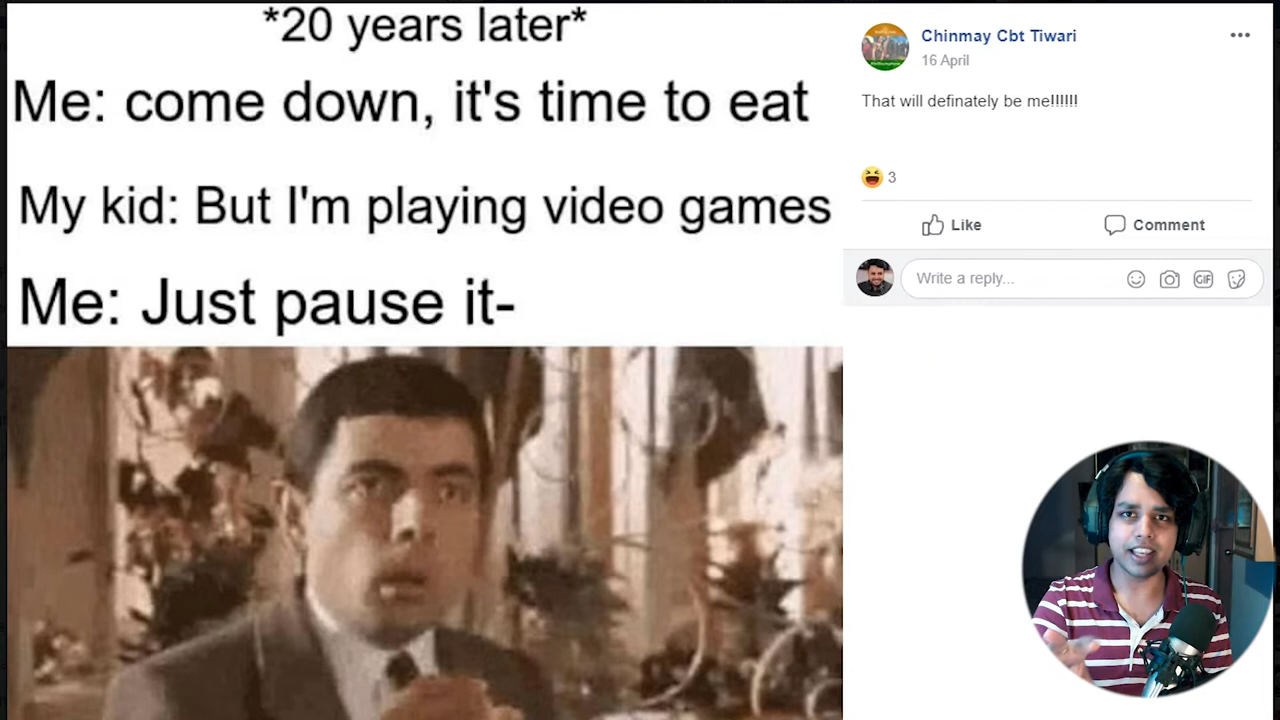 *20 years later*
Me: come down, it's time to eat
My kid: But I'm playing video games
Me: Just pause it-
Chinmay Cbt Tiwari
16 April
That will definately be me!!!!!!
3
Like
Comment
Write a reply...
GIF